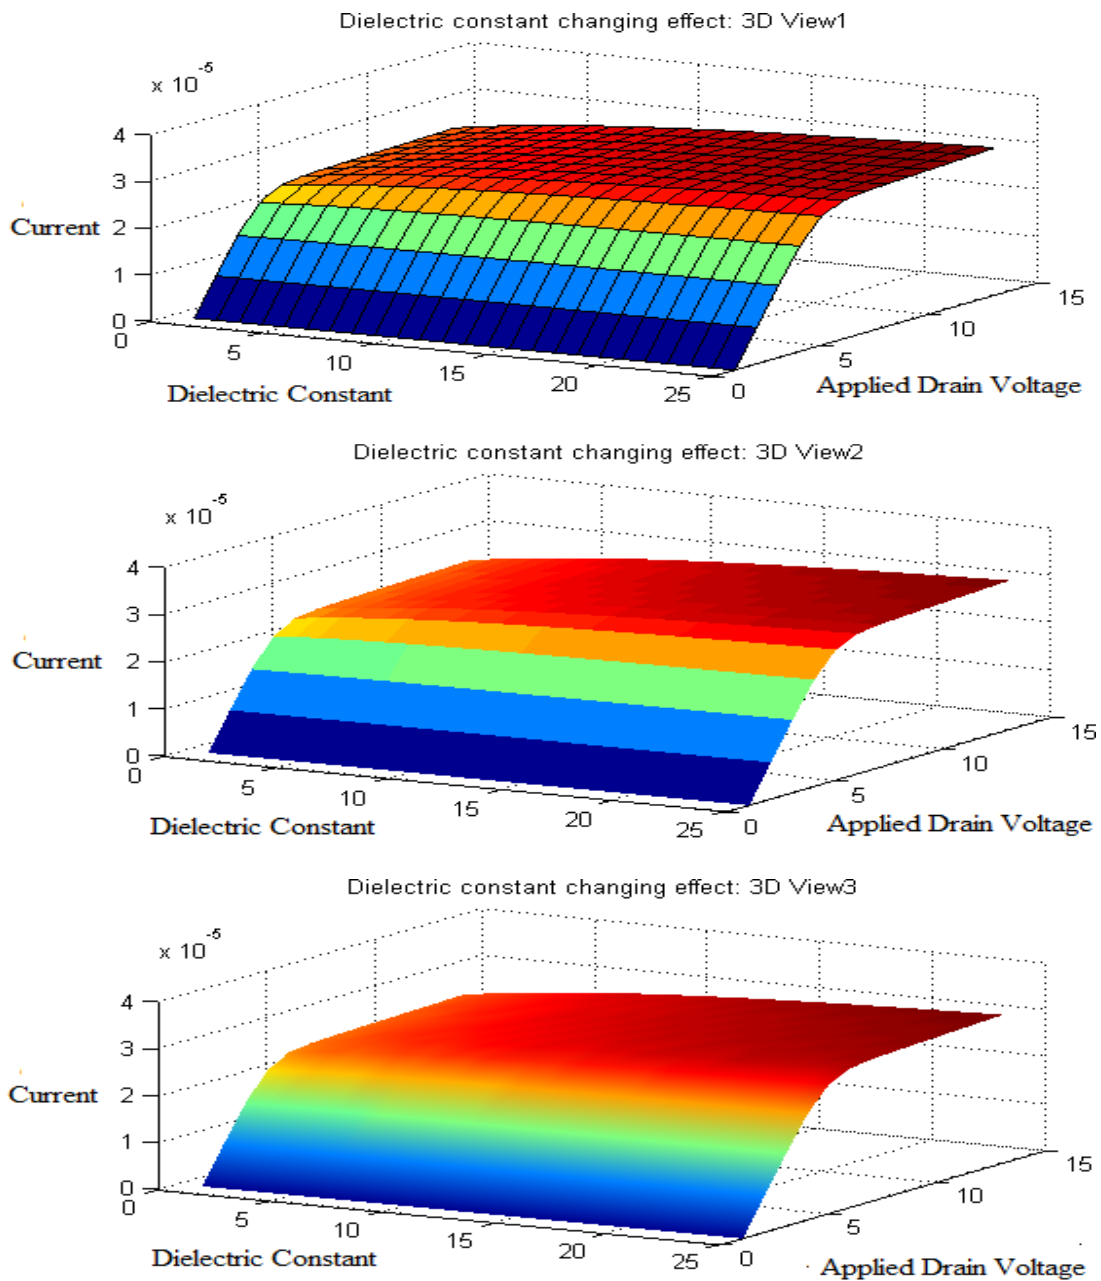 Dielectric constant changing effect: 3D View1
x 10^-5
4
3
Current 2
1
0
0 5 10 15 20 25
0 5 10 15
Dielectric Constant
Applied Drain Voltage
Dielectric constant changing effect: 3D View2
x 10^-5
4
3
Current 2
1
0
0 5 10 15 20 25
0 5 10 15
Dielectric Constant
Applied Drain Voltage
Dielectric constant changing effect: 3D View3
x 10^-5
4
3
Current 2
1
0
0 5 10 15 20 25
0 5 10 15
Dielectric Constant
Applied Drain Voltage